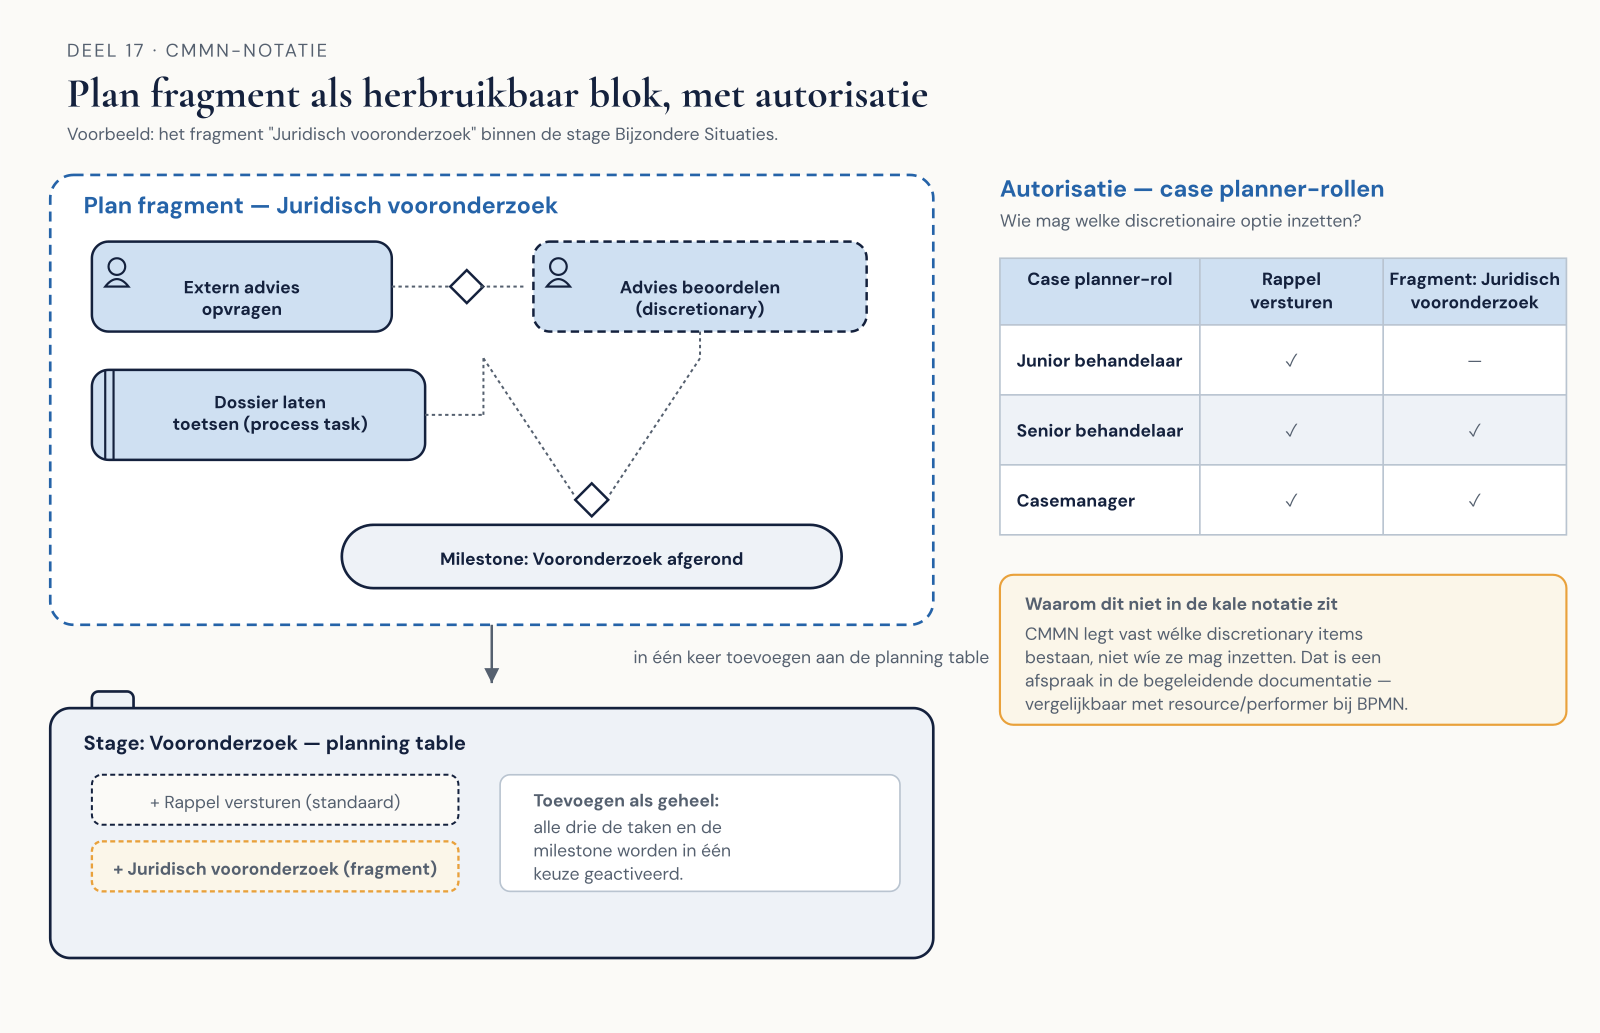 DEEL 17 · CMMN-NOTATIE
Plan fragment als herbruikbaar blok, met autorisatie
Voorbeeld: het fragment "Juridisch vooronderzoek" binnen de stage Bijzondere Situaties.
Plan fragment — Juridisch vooronderzoek
Extern advies
opvragen
Advies beoordelen
(discretionary)
Dossier laten
toetsen (process task)
Milestone: Vooronderzoek afgerond
in één keer toevoegen aan de planning table
Stage: Vooronderzoek — planning table
+ Rappel versturen (standaard)
+ Juridisch vooronderzoek (fragment)
Toevoegen als geheel:
alle drie de taken en de
milestone worden in één
keuze geactiveerd.
Autorisatie — case planner-rollen
Wie mag welke discretionaire optie inzetten?
Case planner-rol
Rappel
versturen
Fragment: Juridisch
vooronderzoek
Junior behandelaar ✓ —
Senior behandelaar ✓ ✓
Casemanager ✓ ✓
Waarom dit niet in de kale notatie zit
CMMN legt vast wélke discretionary items
bestaan, niet wíe ze mag inzetten. Dat is een
afspraak in de begeleidende documentatie —
vergelijkbaar met resource/performer bij BPMN.